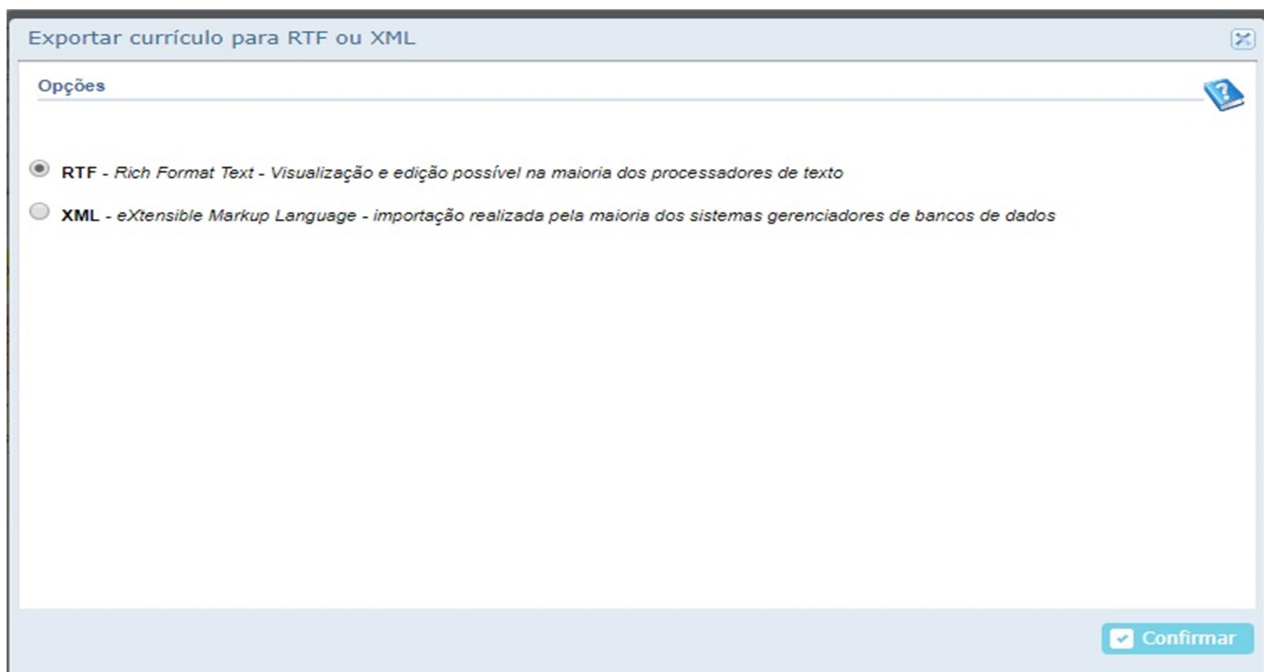 Exportar currículo para RTF ou XML
Opções
RTF - Rich Format Text - Visualização e edição possível na maioria dos processadores de texto
XML - eXtensible Markup Language - importação realizada pela maioria dos sistemas gerenciadores de bancos de dados
Confirmar